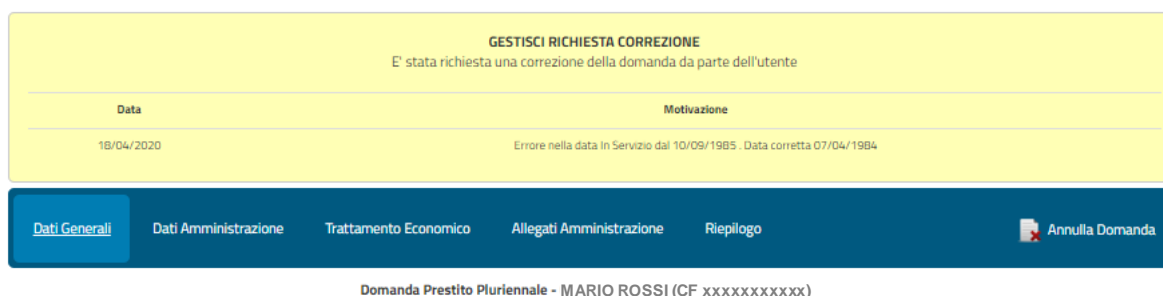 GESTISCI RICHIESTA CORREZIONE
E' stata richiesta una correzione della domanda da parte dell'utente
Data Motivazione
18/04/2020 Errore nella data In Servizio dal 10/09/1985 . Data corretta 07/04/1984
Dati Generali Dati Amministrazione Trattamento Economico Allegati Amministrazione Riepilogo Annulla Domanda
Domanda Prestito Pluriennale - MARIO ROSSI (CF xxxxxxxxxxx)